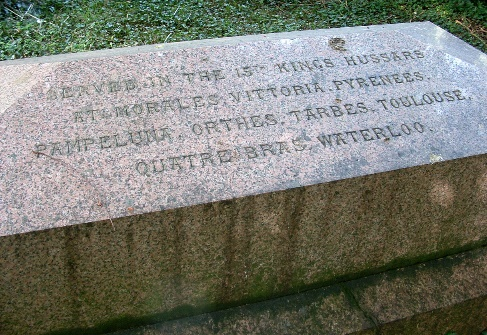 SERVED IN THE 15TH KINGS HUSSARS
AT MORALES, VITTORIA, PYRENEES,
PAMPELUNA, ORTHES, TARBES, TOULOUSE,
QUATRE BRAS, WATERLOO.